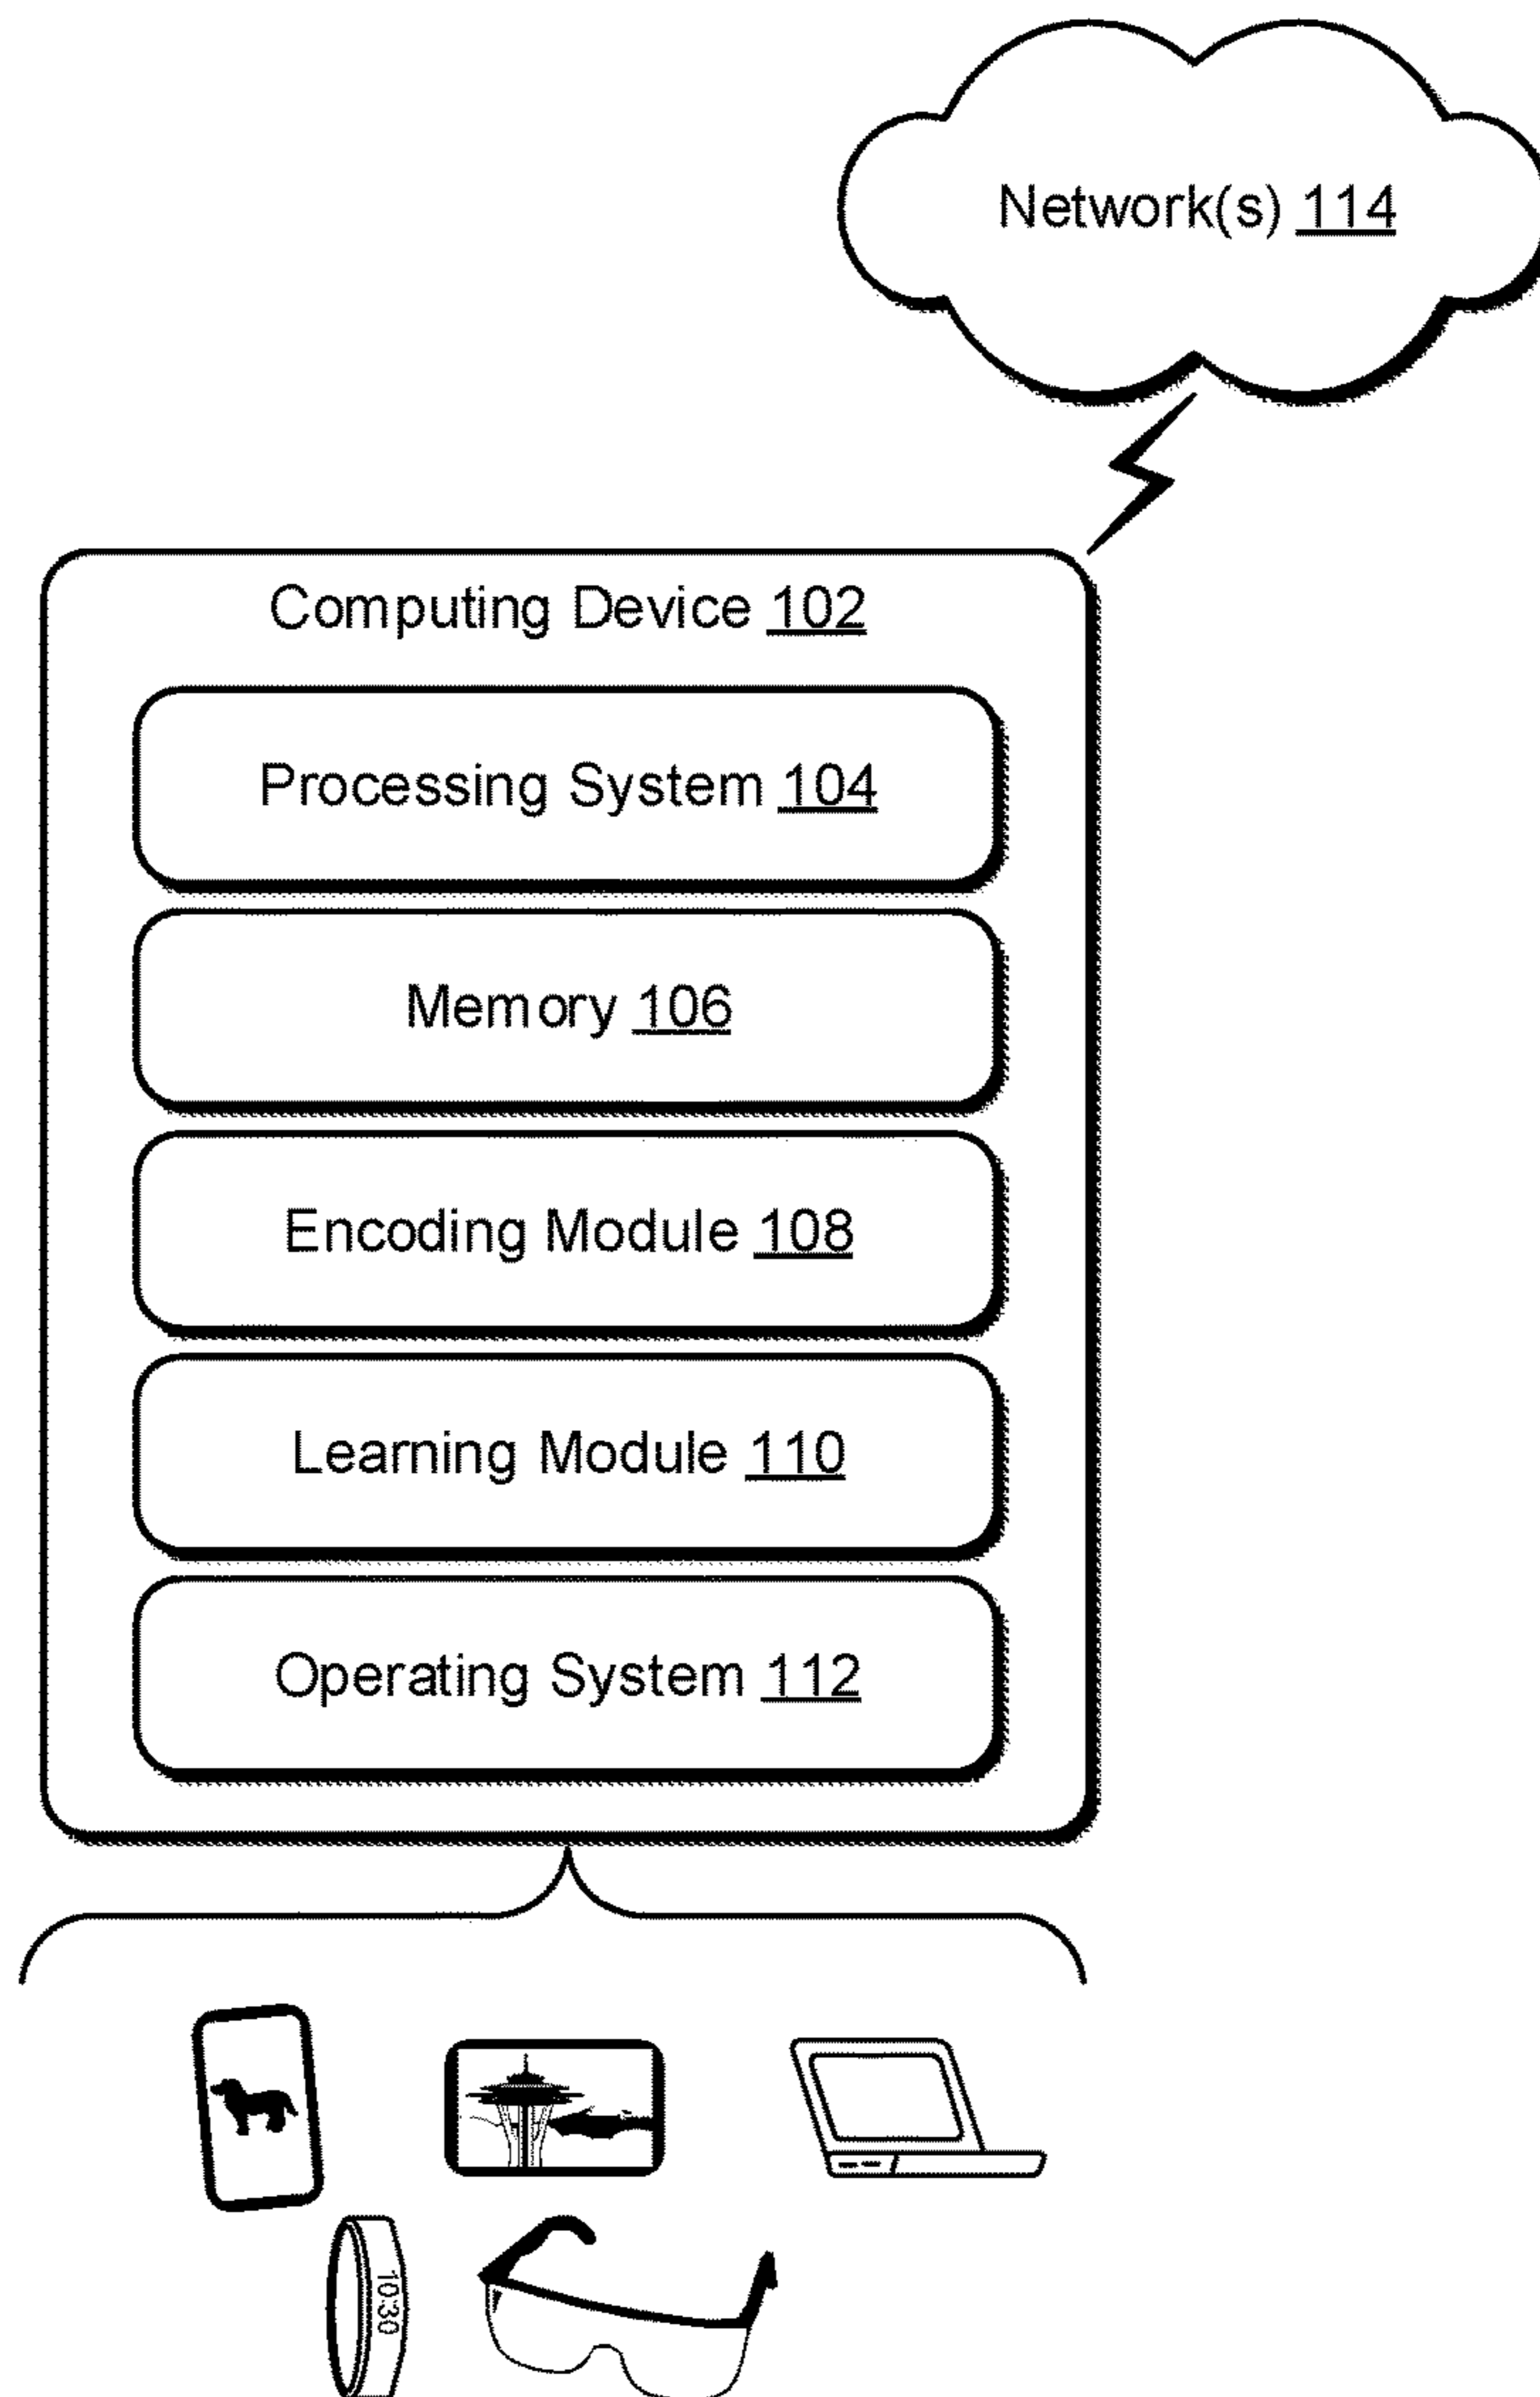 Network(s) 114
Computing Device 102
Processing System 104
Memory 106
Encoding Module 108
Learning Module 110
Operating System 112
10:30